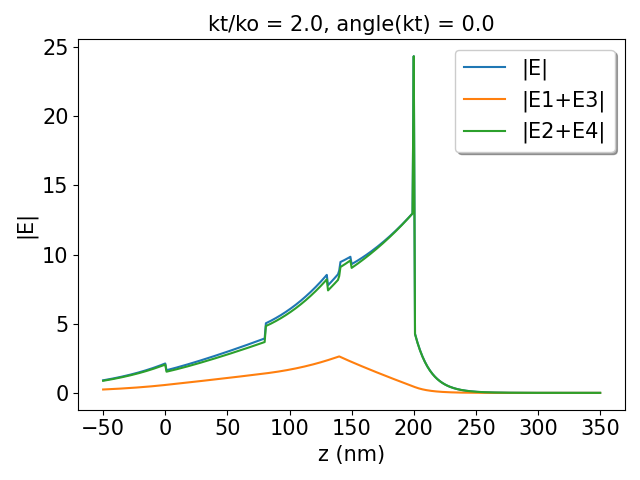 kt/ko = 2.0, angle(kt) = 0.0
|E|
|E1+E3|
|E2+E4|
25
20
15
10
5
0
|E|
−50
0
50
100
150
200
250
300
350
z (nm)